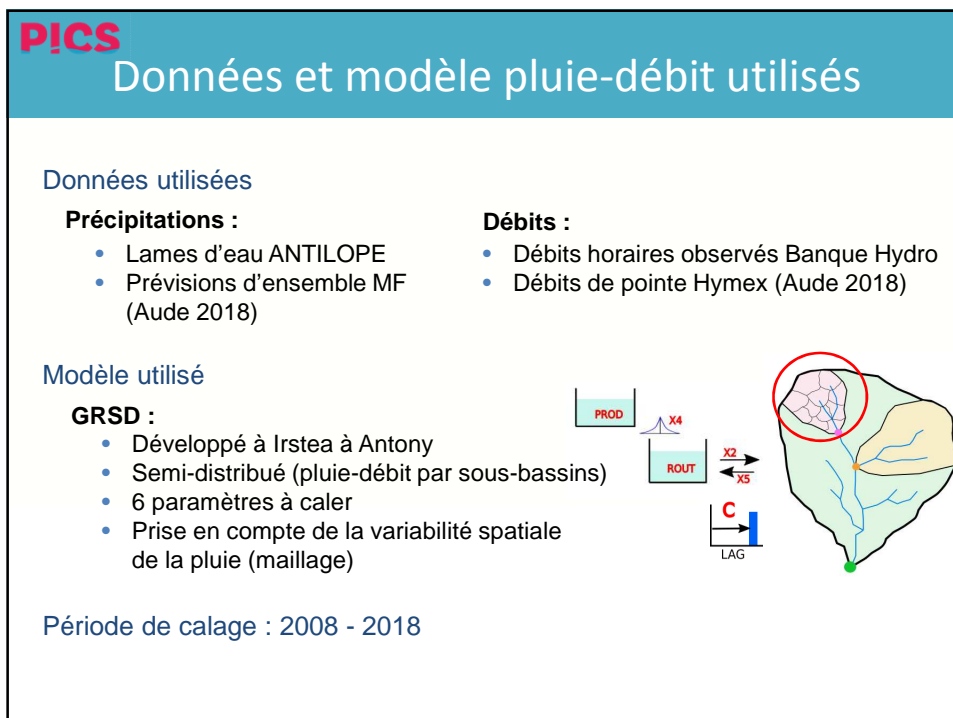 P!CS
Données et modèle pluie-débit utilisés
Données utilisées
Précipitations :
• Lames d'eau ANTILOPE
• Prévisions d'ensemble MF
(Aude 2018)
Débits :
• Débits horaires observés Banque Hydro
• Débits de pointe Hymex (Aude 2018)
Modèle utilisé
GRSD :
• Développé à Irstea à Antony
• Semi-distribué (pluie-débit par sous-bassins)
• 6 paramètres à caler
• Prise en compte de la variabilité spatiale
de la pluie (maillage)
PROD
X4
ROUT
X2
X5
C
LAG
Période de calage : 2008 - 2018